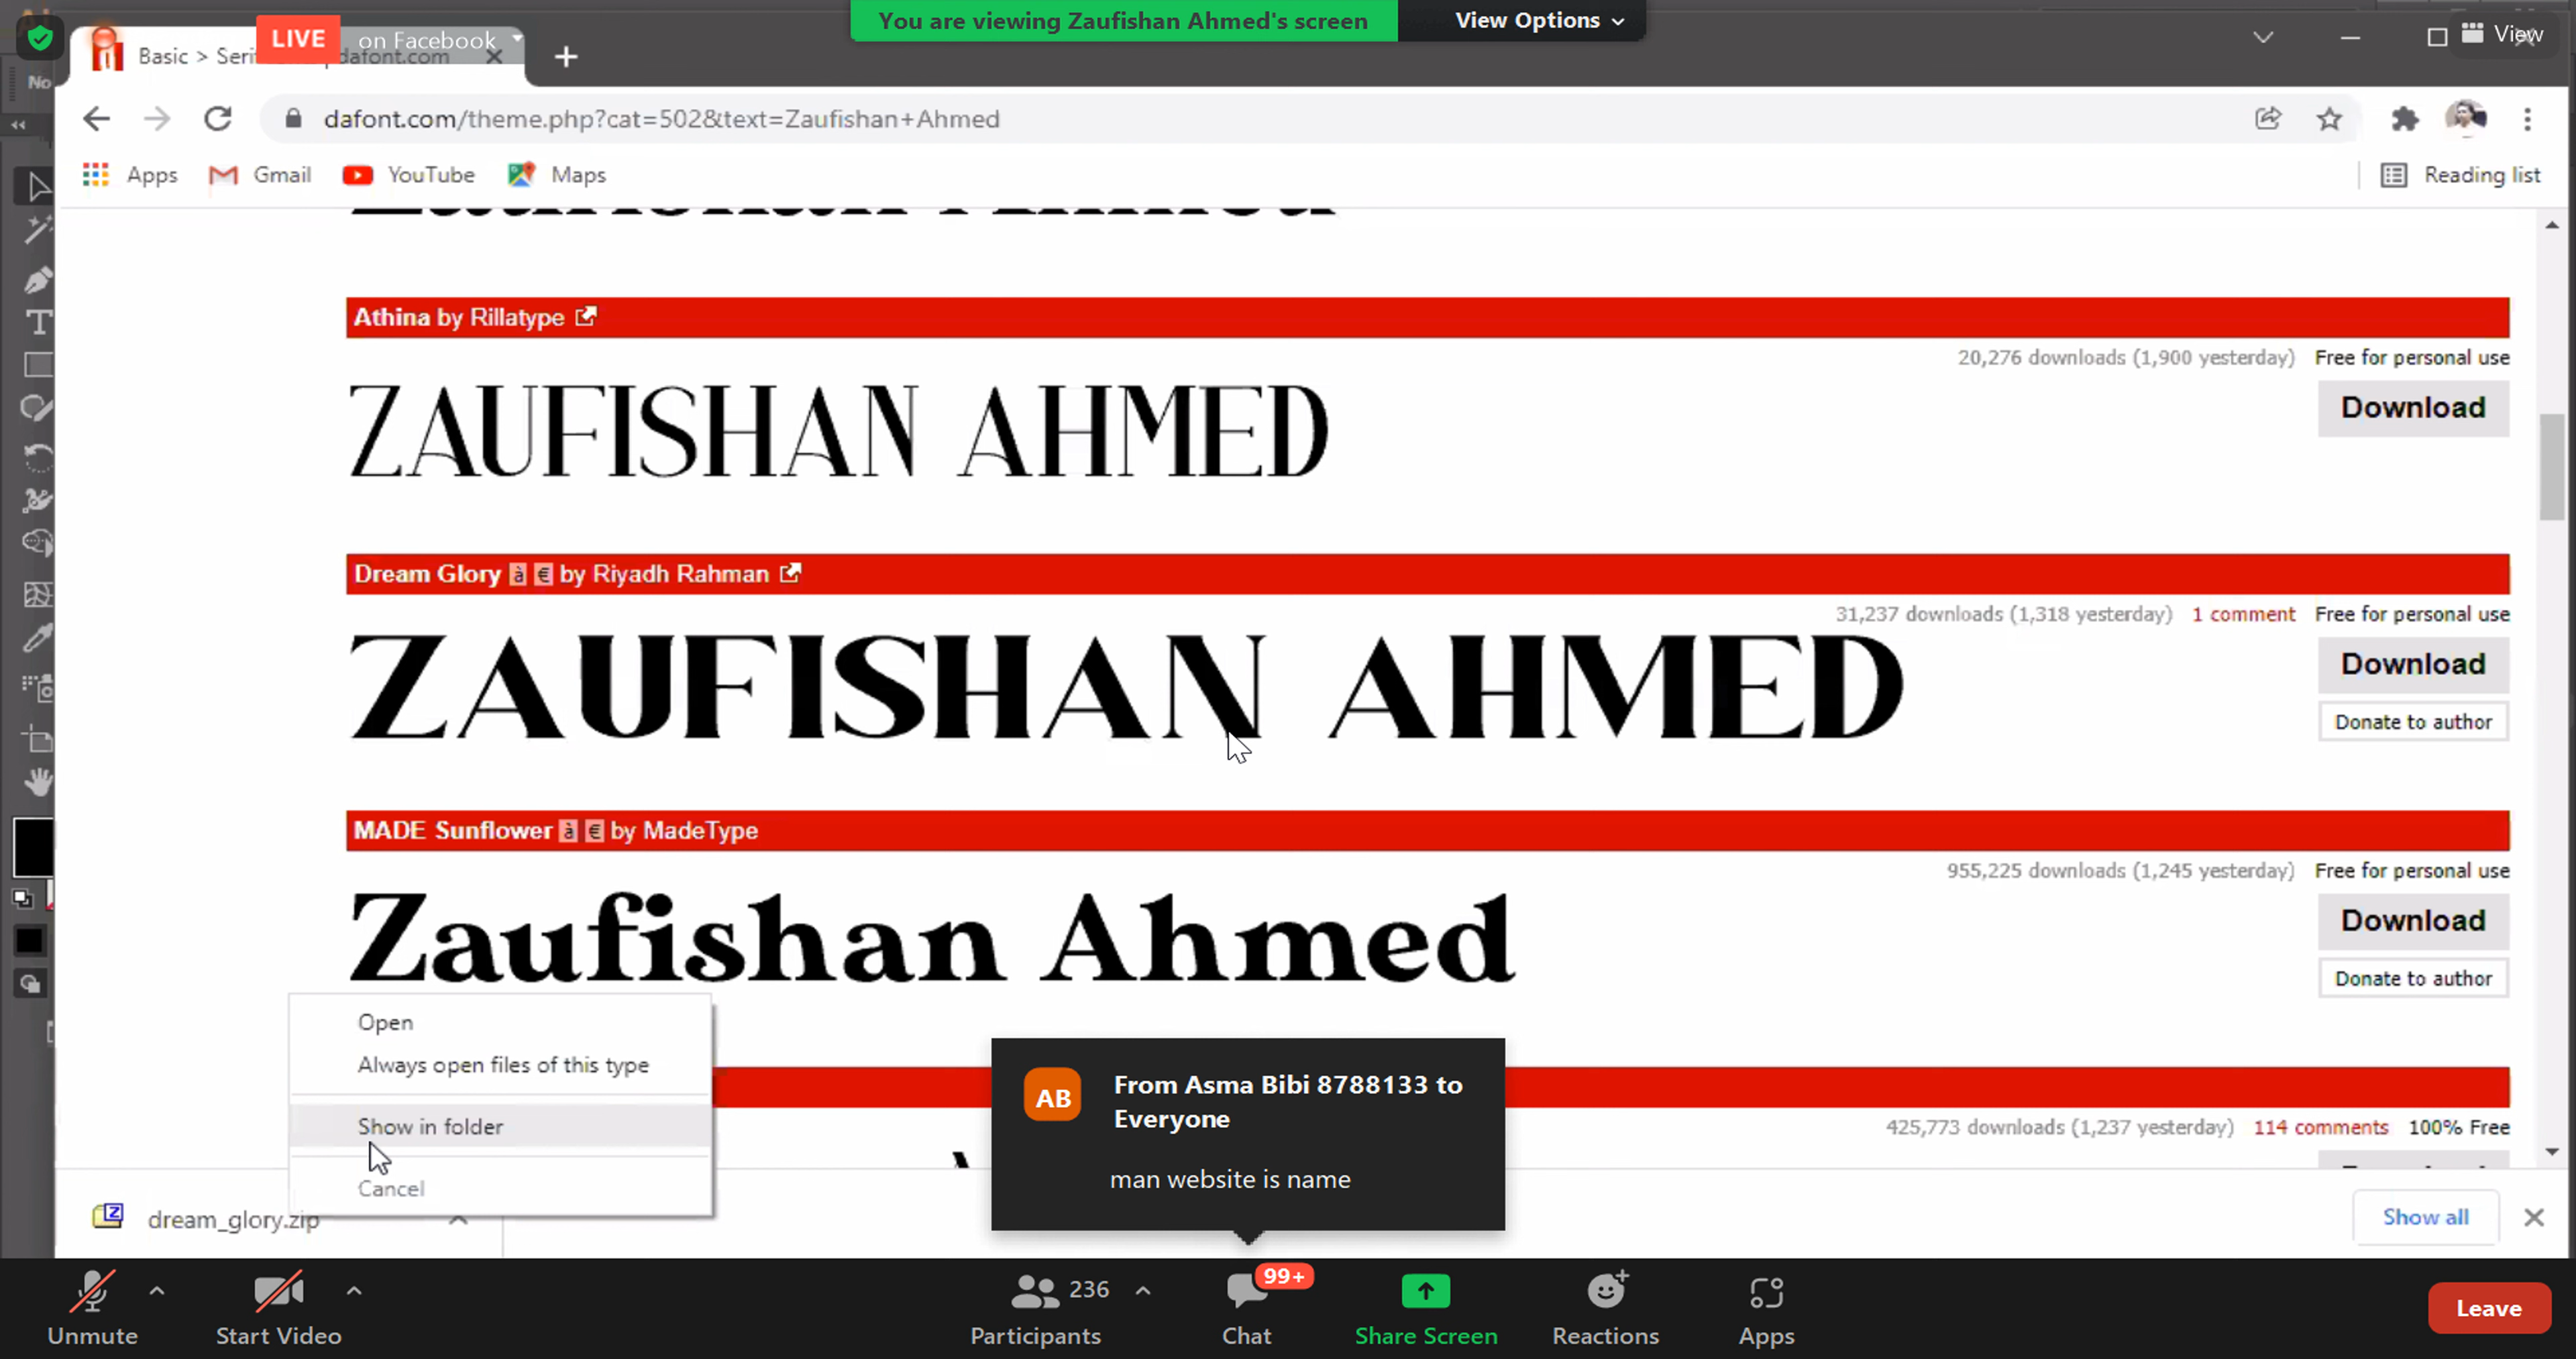 You are viewing Zaufishan Ahmed's screen
View Options
View
LIVE on Facebook
Basic > Seri dafont.com
No
dafont.com/theme.php?cat=502&text=Zaufishan+Ahmed
Apps Gmail YouTube Maps Reading list
Athina by Rillatype
20,276 downloads (1,900 yesterday) Free for personal use
Download
ZAUFISHAN AHMED
Dream Glory à € by Riyadh Rahman
31,237 downloads (1,318 yesterday) 1 comment Free for personal use
ZAUFISHAN AHMED
Download
Donate to author
MADE Sunflower à € by MadeType
955,225 downloads (1,245 yesterday) Free for personal use
Zaufishan Ahmed
Download
Donate to author
425,773 downloads (1,237 yesterday) 114 comments 100% Free
Open
Always open files of this type
Show in folder
Cancel
AB
From Asma Bibi 8788133 to
Everyone
man website is name
dream_glory.zip
Show all
Unmute
Start Video
236
Participants
99+
Chat
Share Screen
Reactions
Apps
Leave